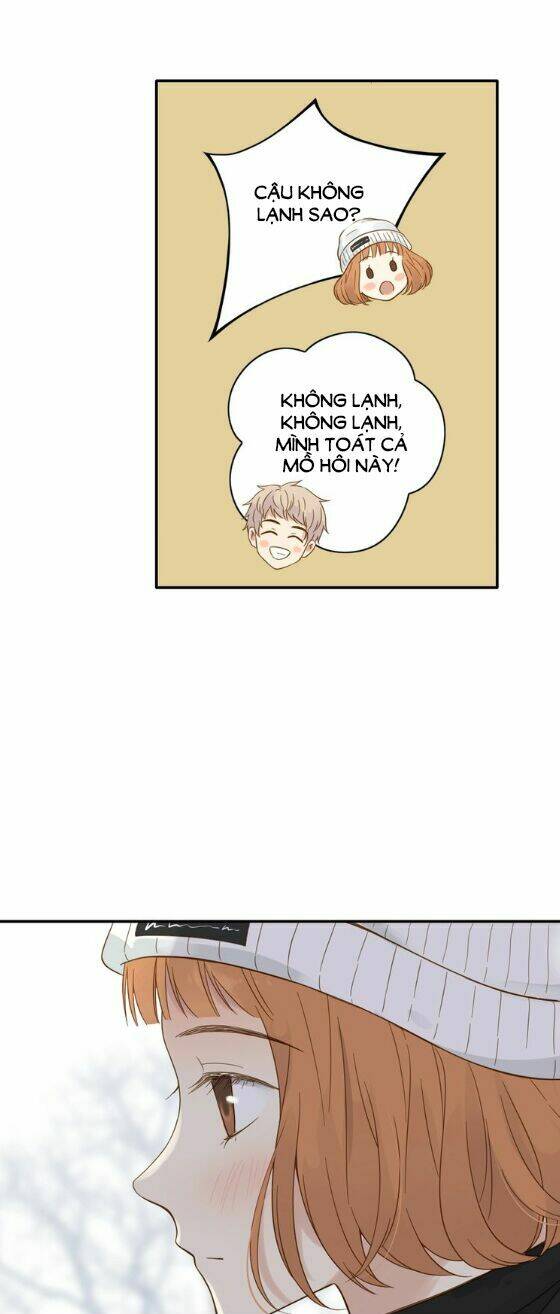 CẬU KHÔNG
LẠNH SAO?
KHÔNG LẠNH,
KHÔNG LẠNH,
MÌNH TOÁT CẢ
MỒ HÔI NÀY!